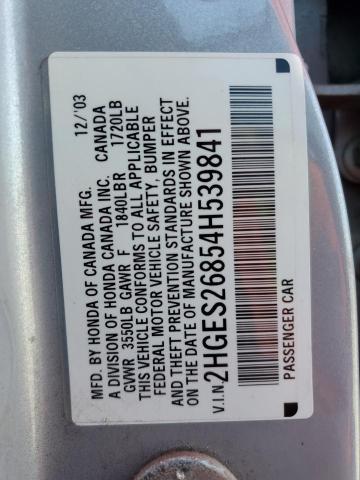 MFD. BY HONDA OF CANADA MFG. 12/'03
A DIVISION OF HONDA CANADA INC. CANADA
GVWR 3550LB GAWR F 1840LBR 1720LB
THIS VEHICLE CONFORMS TO ALL APPLICABLE
FEDERAL MOTOR VEHICLE SAFETY, BUMPER
AND THEFT PREVENTION STANDARDS IN EFFECT
ON THE DATE OF MANUFACTURE SHOWN ABOVE.
V.I.N. 2HGES26854H539841
PASSENGER CAR